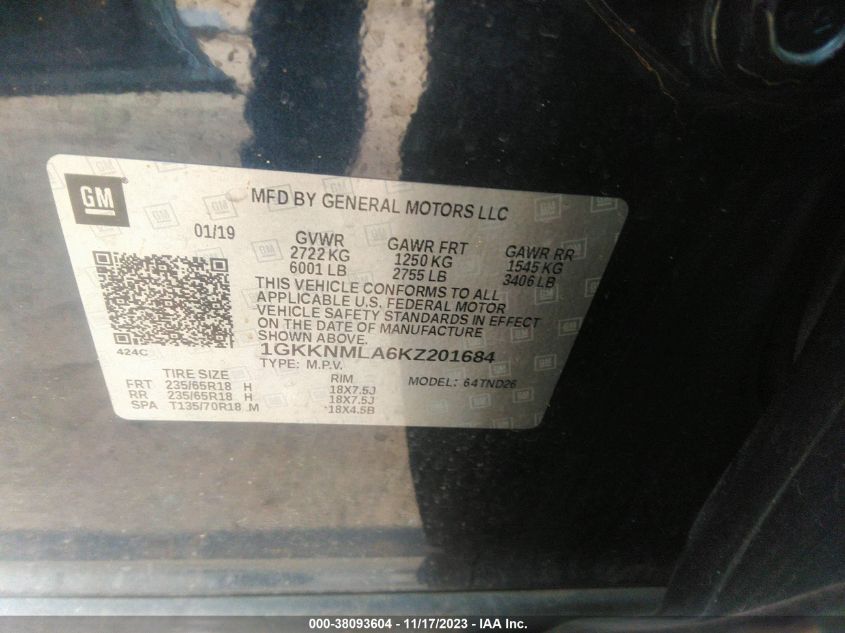 GM
MFD BY GENERAL MOTORS LLC
01/19
GVWR GAWR FRT GAWR RR
2722 KG 1250 KG 1545 KG
6001 LB 2755 LB 3406 LB
THIS VEHICLE CONFORMS TO ALL
APPLICABLE U.S. FEDERAL MOTOR
VEHICLE SAFETY STANDARDS IN EFFECT
ON THE DATE OF MANUFACTURE
SHOWN ABOVE.
424C
1GKKNMLA6KZ201684
TYPE: M.P.V.
MODEL: 64TND26
TIRE SIZE RIM
FRT 235/65R18 H 18X7.5J
RR 235/65R18 H 18X7.5J
SPA T135/70R18 M 18X4.5B
000-38093604 - 11/17/2023 - IAA Inc.